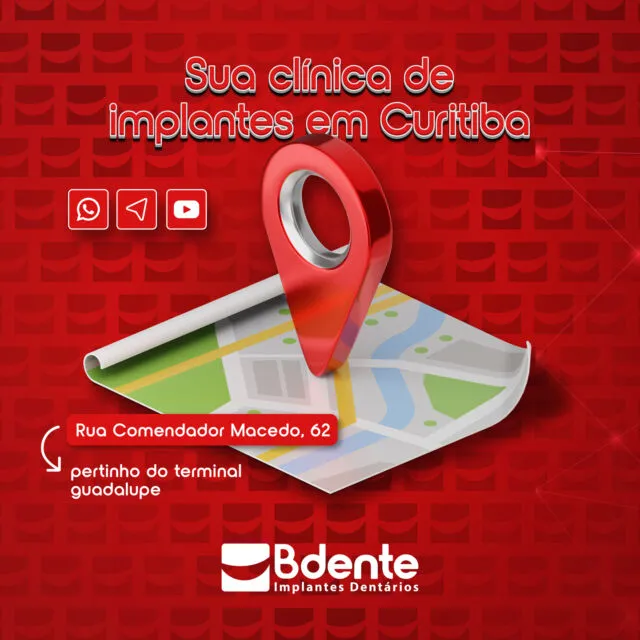 Sua clínica de
implantes em Curitiba
Rua Comendador Macedo, 62
pertinho do terminal
guadalupe
Bdente
Implantes Dentários